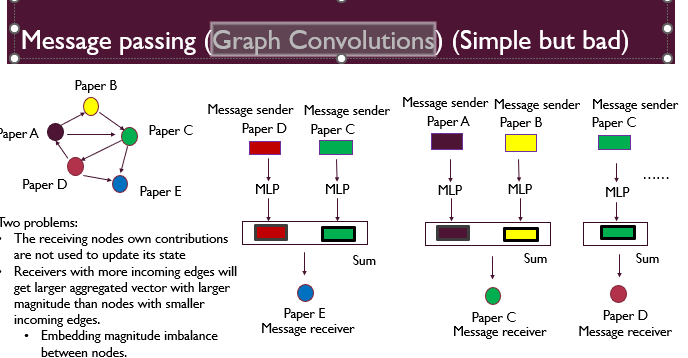 Message passing (Graph Convolutions) (Simple but bad)
Paper B
Paper A
Paper C
Paper D
Paper E
Two problems:
• The receiving nodes own contributions
are not used to update its state
• Receivers with more incoming edges will
get larger aggregated vector with larger
magnitude than nodes with smaller
incoming edges.
• Embedding magnitude imbalance
between nodes.
Message sender
Paper D
Message sender
Paper C
MLP
MLP
Sum
Paper E
Message receiver
Message sender
Paper A
Message sender
Paper B
MLP
MLP
Sum
Paper C
Message receiver
Message sender
Paper C
MLP
Sum
Paper D
Message receiver
......